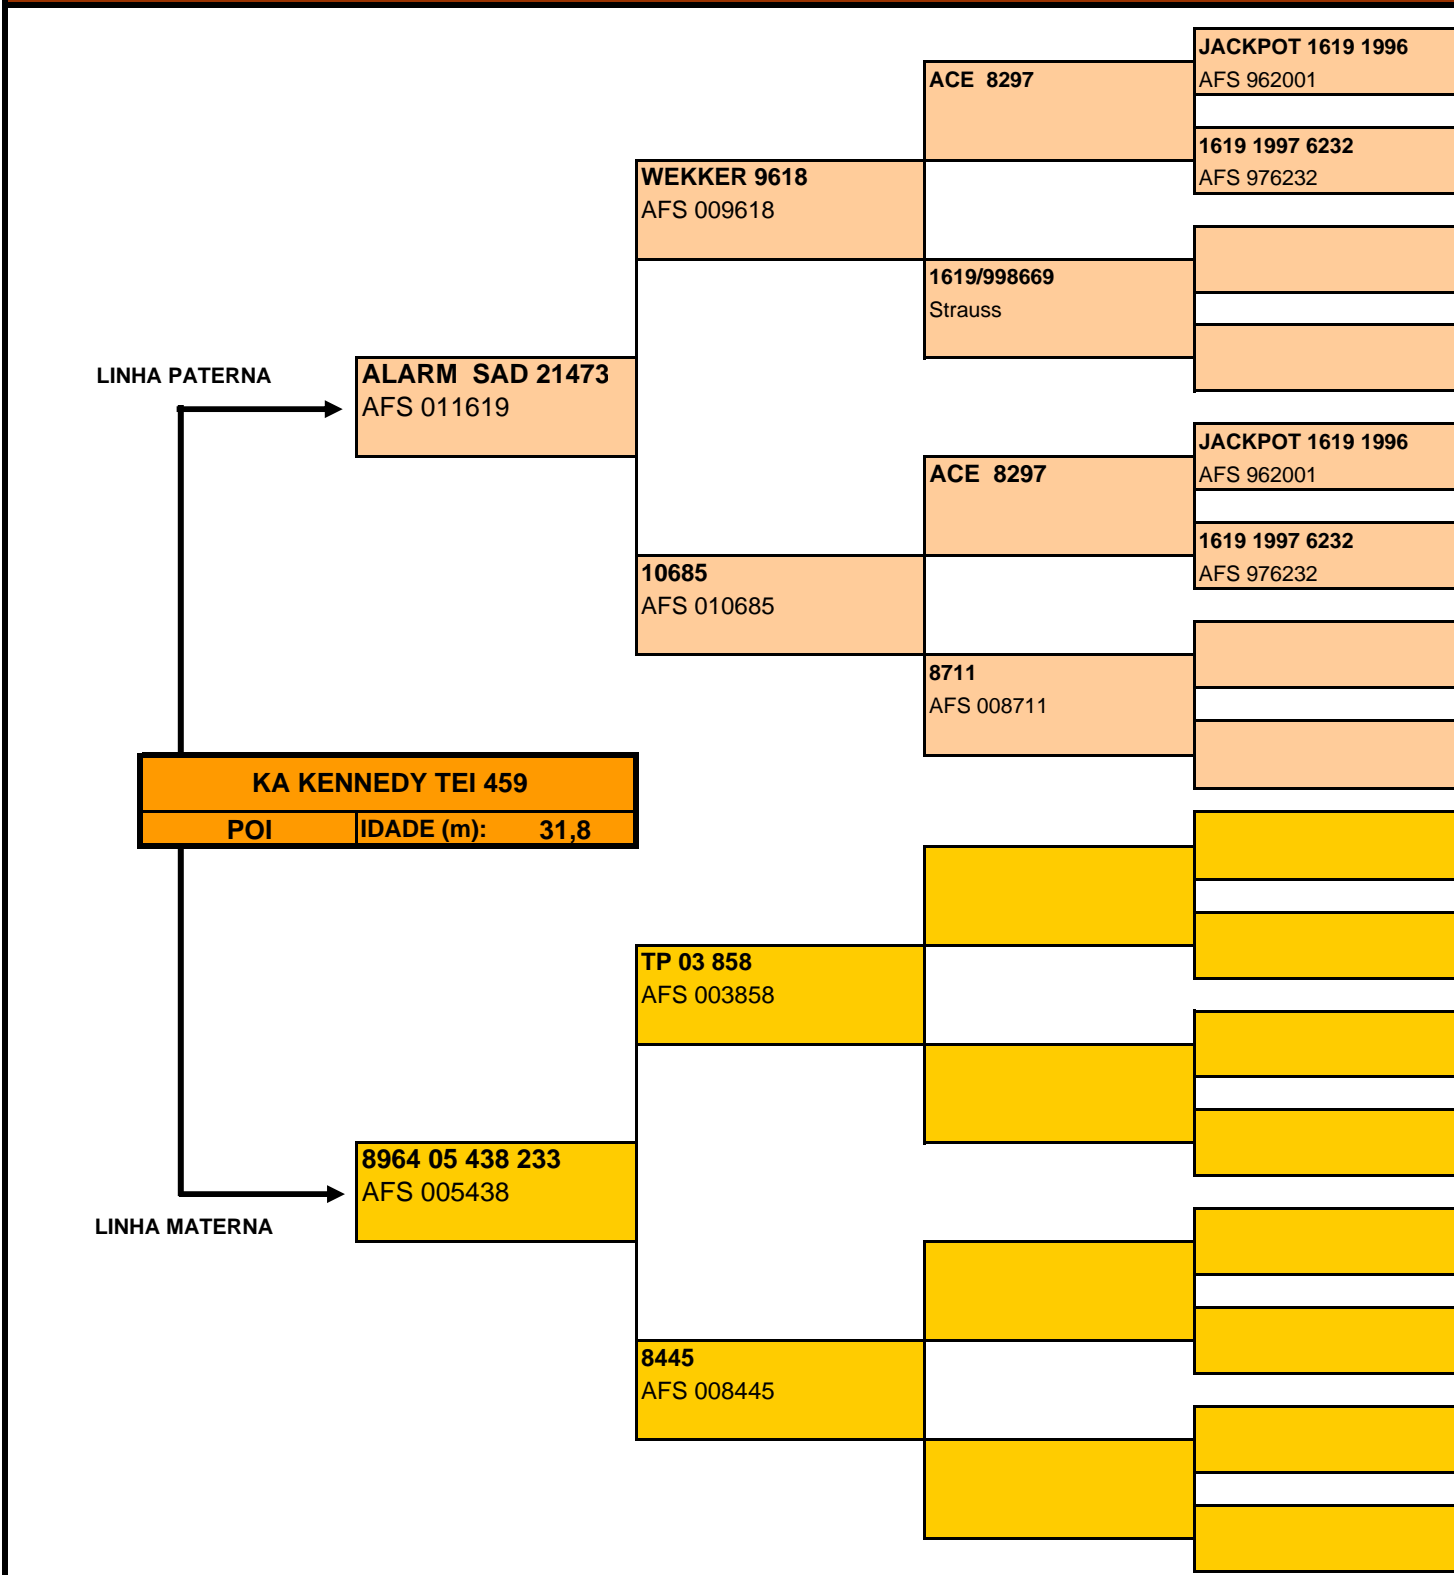 JACKPOT 1619 1996
AFS 962001
ACE 8297
1619 1997 6232
AFS 976232
WEKKER 9618
AFS 009618
1619/998669
Strauss
LINHA PATERNA
ALARM SAD 21473
AFS 011619
JACKPOT 1619 1996
AFS 962001
ACE 8297
1619 1997 6232
AFS 976232
10685
AFS 010685
8711
AFS 008711
KA KENNEDY TEI 459
POI IDADE (m): 31,8
TP 03 858
AFS 003858
8964 05 438 233
AFS 005438
LINHA MATERNA
8445
AFS 008445